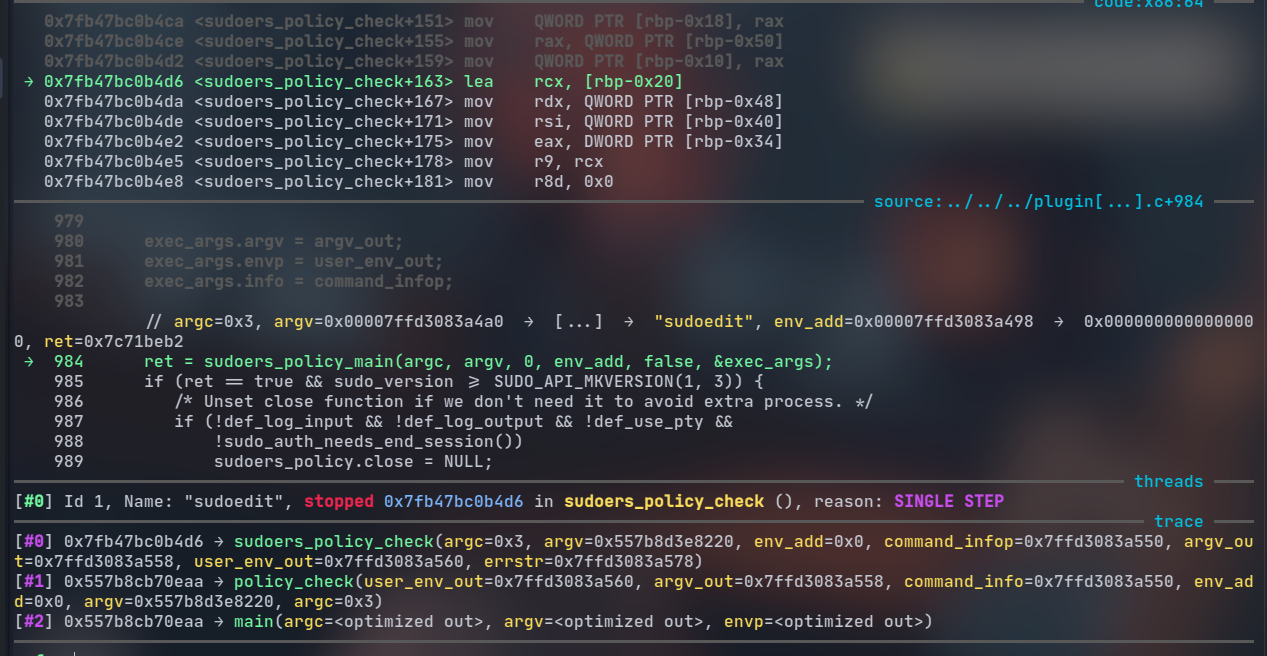 code:x86:64
0x7fb47bc0b4ca <sudoers_policy_check+151> mov    QWORD PTR [rbp-0x18], rax
0x7fb47bc0b4ce <sudoers_policy_check+155> mov    rax, QWORD PTR [rbp-0x50]
0x7fb47bc0b4d2 <sudoers_policy_check+159> mov    QWORD PTR [rbp-0x10], rax
→ 0x7fb47bc0b4d6 <sudoers_policy_check+163> lea    rcx, [rbp-0x20]
0x7fb47bc0b4da <sudoers_policy_check+167> mov    rdx, QWORD PTR [rbp-0x48]
0x7fb47bc0b4de <sudoers_policy_check+171> mov    rsi, QWORD PTR [rbp-0x40]
0x7fb47bc0b4e2 <sudoers_policy_check+175> mov    eax, DWORD PTR [rbp-0x34]
0x7fb47bc0b4e5 <sudoers_policy_check+178> mov    r9, rcx
0x7fb47bc0b4e8 <sudoers_policy_check+181> mov    r8d, 0x0
source:../../../plugin[...].c+984
979
980      exec_args.argv = argv_out;
981      exec_args.envp = user_env_out;
982      exec_args.info = command_infop;
983
// argc=0x3, argv=0x00007ffd3083a4a0  →  [...]  →  "sudoedit", env_add=0x00007ffd3083a498  →  0x000000000000000
0, ret=0x7c71beb2
→  984      ret = sudoers_policy_main(argc, argv, 0, env_add, false, &exec_args);
985      if (ret == true && sudo_version >= SUDO_API_MKVERSION(1, 3)) {
986         /* Unset close function if we don't need it to avoid extra process. */
987         if (!def_log_input && !def_log_output && !def_use_pty &&
988             !sudo_auth_needs_end_session())
989             sudoers_policy.close = NULL;
threads
[#0] Id 1, Name: "sudoedit", stopped 0x7fb47bc0b4d6 in sudoers_policy_check (), reason: SINGLE STEP
trace
[#0] 0x7fb47bc0b4d6 → sudoers_policy_check(argc=0x3, argv=0x557b8d3e8220, env_add=0x0, command_infop=0x7ffd3083a550, argv_ou
t=0x7ffd3083a558, user_env_out=0x7ffd3083a560, errstr=0x7ffd3083a578)
[#1] 0x557b8cb70eaa → policy_check(user_env_out=0x7ffd3083a560, argv_out=0x7ffd3083a558, command_info=0x7ffd3083a550, env_ad
d=0x0, argv=0x557b8d3e8220, argc=0x3)
[#2] 0x557b8cb70eaa → main(argc=<optimized out>, argv=<optimized out>, envp=<optimized out>)